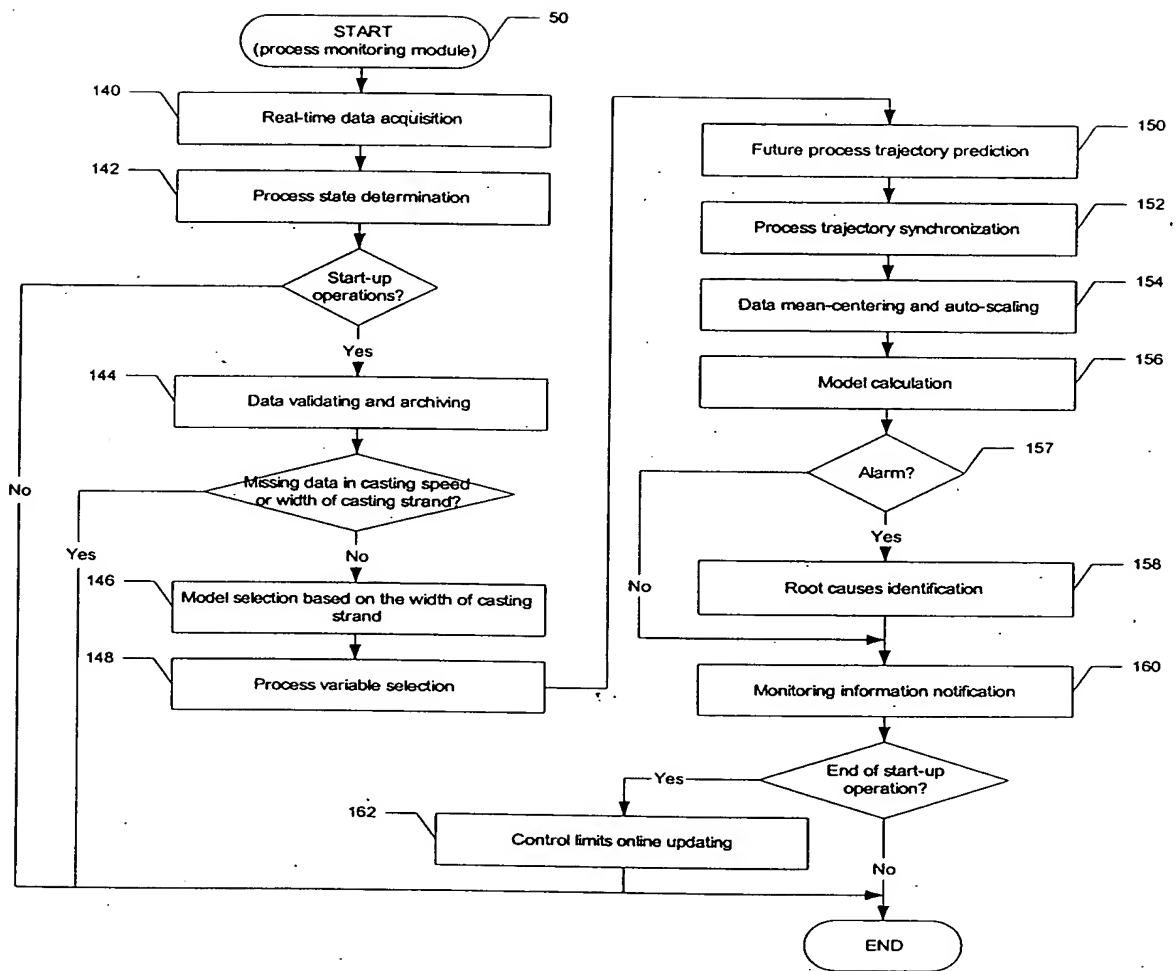 START
(process monitoring module)
50
140
Real-time data acquisition
142
Process state determination
Start-up
operations?
Yes
No
144
Data validating and archiving
Missing data in casting speed
or width of casting strand?
Yes
No
146
Model selection based on the width of casting
strand
148
Process variable selection
150
Future process trajectory prediction
152
Process trajectory synchronization
154
Data mean-centering and auto-scaling
156
Model calculation
157
Alarm?
Yes
No
158
Root causes identification
160
Monitoring information notification
End of start-up
operation?
Yes
No
162
Control limits online updating
END